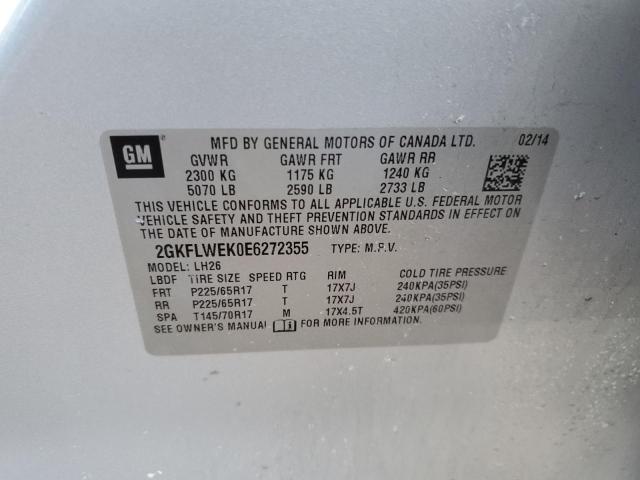 GM ® MFD BY GENERAL MOTORS OF CANADA LTD. 02/14
GVWR GAWR FRT GAWR RR
2300 KG 1175 KG 1240 KG
5070 LB 2590 LB 2733 LB
THIS VEHICLE CONFORMS TO ALL APPLICABLE U.S. FEDERAL MOTOR
VEHICLE SAFETY AND THEFT PREVENTION STANDARDS IN EFFECT ON
THE DATE OF MANUFACTURE SHOWN ABOVE.
2GKFLWEK0E6272355 TYPE: M.P.V.
MODEL: LH26
LBDF TIRE SIZE SPEED RTG RIM COLD TIRE PRESSURE
FRT P225/65R17 T 17X7J 240KPA(35PSI)
RR P225/65R17 T 17X7J 240KPA(35PSI)
SPA T145/70R17 M 17X4.5T 420KPA(60PSI)
SEE OWNER'S MANUAL FOR MORE INFORMATION.